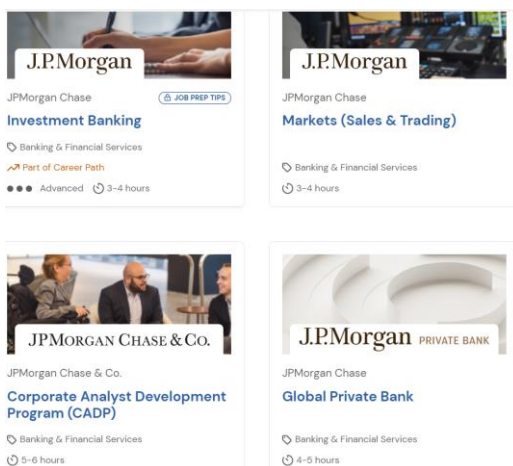 J.P.Morgan
JPMorgan Chase
JOB PREP TIPS
Investment Banking
Banking & Financial Services
Part of Career Path
Advanced 3-4 hours
J.P.Morgan
JPMorgan Chase
Markets (Sales & Trading)
Banking & Financial Services
3-4 hours
JPMORGAN CHASE & CO.
JPMorgan Chase & Co.
Corporate Analyst Development
Program (CADP)
Banking & Financial Services
5-6 hours
J.P.Morgan PRIVATE BANK
JPMorgan Chase
Global Private Bank
Banking & Financial Services
4-5 hours